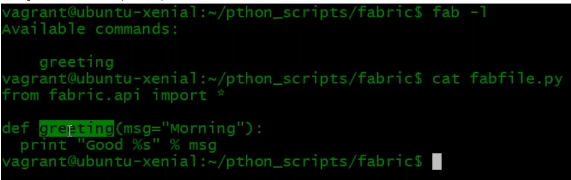 vagrant@ubuntu-xenial:~/pthon_scripts/fabric$ fab -l
Available commands:
greeting
vagrant@ubuntu-xenial:~/pthon_scripts/fabric$ cat fabfile.py
from fabric.api import *
def greeting(msg="Morning"):
print "Good %s" % msg
vagrant@ubuntu-xenial:~/pthon_scripts/fabric$